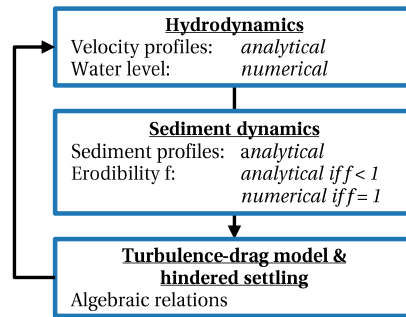 Hydrodynamics
Velocity profiles: analytical
Water level: numerical
Sediment dynamics
Sediment profiles: analytical
Erodibility f: analytical if f < 1
numerical if f = 1
Turbulence-drag model &
hindered settling
Algebraic relations